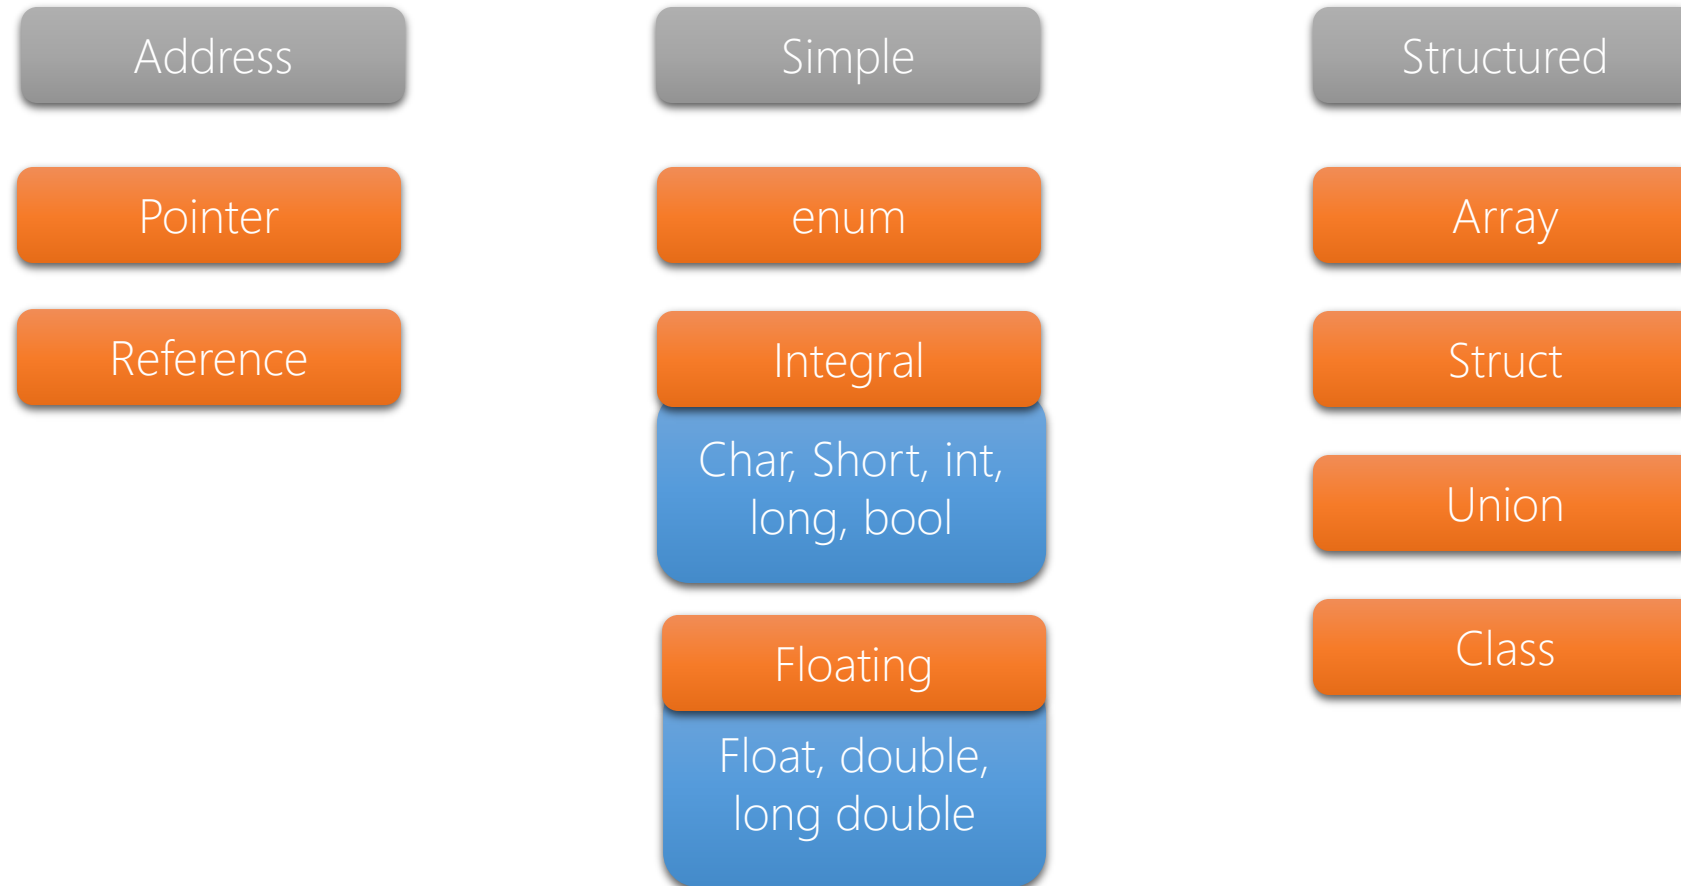 Address
Simple
Structured
Pointer
enum
Array
Reference
Integral
Struct
Char, Short, int,
long, bool
Union
Floating
Class
Float, double,
long double